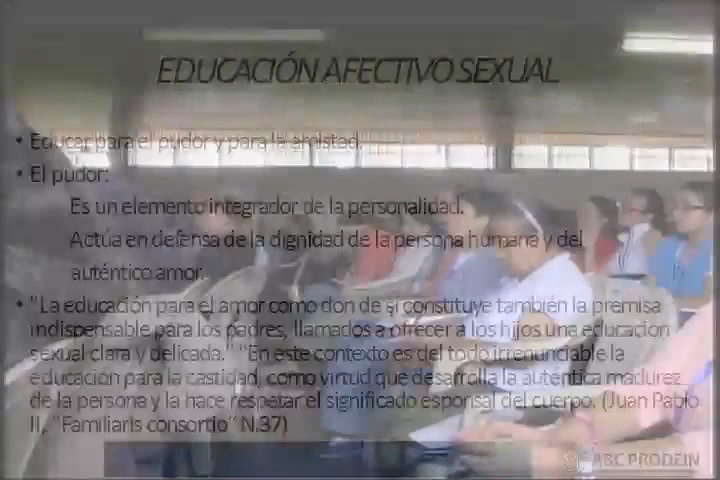 EDUCACIÓN AFECTIVO SEXUAL
• Educar para el pudor y para la amistad.
• El pudor:
Es un elemento integrador de la personalidad.
Actúa en defensa de la dignidad de la persona humana y del
auténtico amor.
• "La educación para el amor como don de sí constituye también la premisa
indispensable para los padres, llamados a ofrecer a los hijos una educación
sexual clara y delicada." "En este contexto es del todo irrenunciable la
educación para la castidad, como virtud que desarrolla la auténtica madurez
de la persona y la hace respetar el significado esponsal del cuerpo. (Juan Pablo
II, "Familiaris consortio" N.37)
ABC PRODEIN